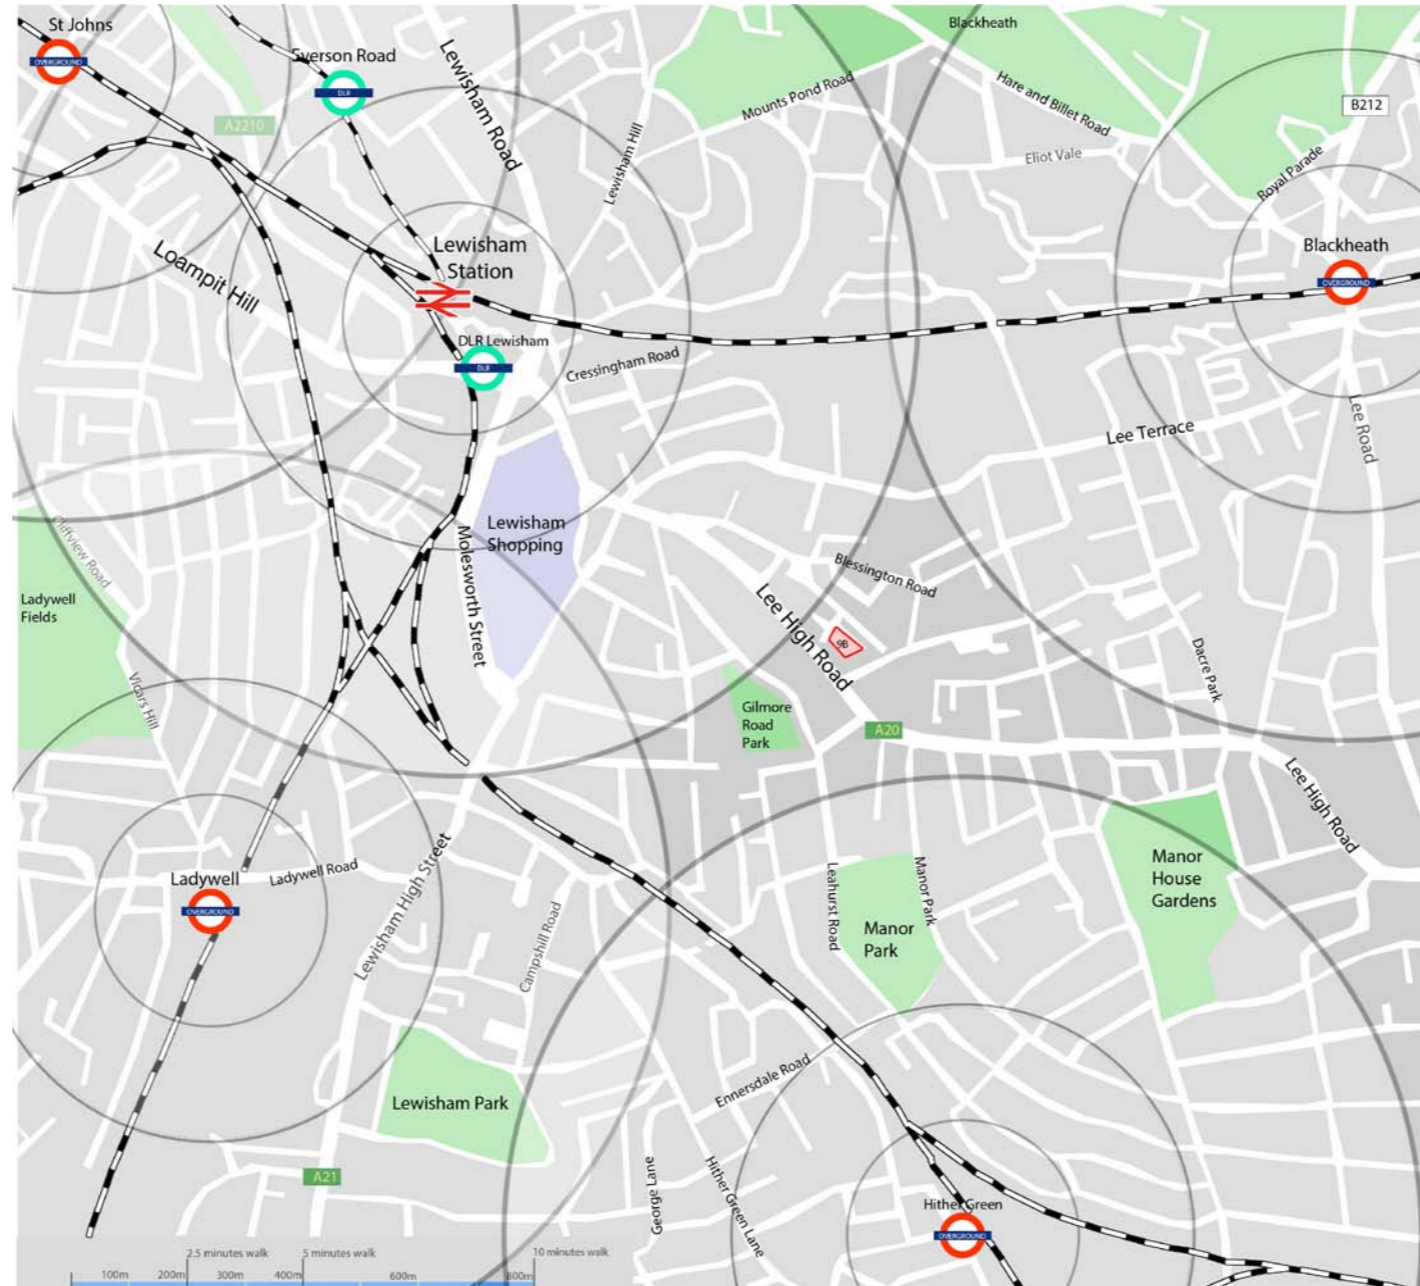 St Johns
OVERGROUND
Everson Road
DLR
A2210
Lewisham Road
Lewisham Hill
Mounts Pond Road
Blackheath
Hare and Billet Road
B212
Eliot Vale
Royal Parade
Loampit Hill
Lewisham
Station
Blackheath
OVERGROUND
DLR Lewisham
DLR
Cressingham Road
Lee Terrace
Lee Road
Lewisham
Shopping
Cliffview Road
Molesworth Street
Blessington Road
Ladywell
Fields
Lee High Road
9B
Dacre Park
Vicars Hill
Gilmore
Road
Park
A20
Lee High Road
Ladywell
OVERGROUND
Ladywell Road
Lewisham High Street
Campshill Road
Leahurst Road
Manor Park
Manor
Park
Manor
House
Gardens
Lewisham Park
Ennersdale Road
A21
George Lane
Hither Green Lane
Hither Green
OVERGROUND
2.5 minutes walk
5 minutes walk
10 minutes walk
100m
200m
300m
400m
600m
800m